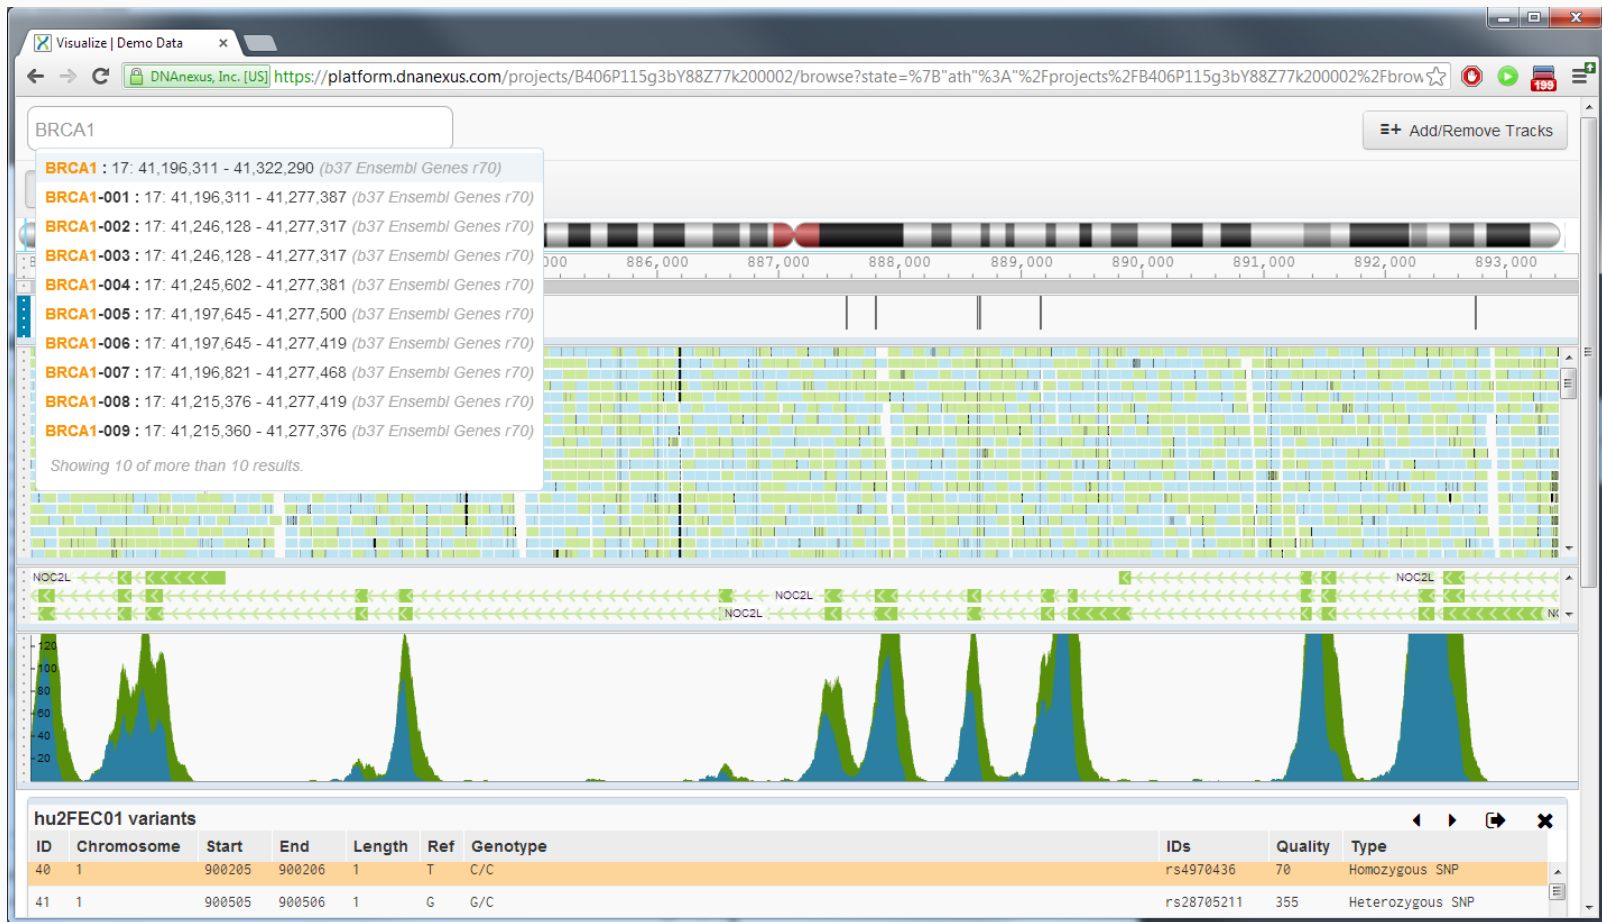 Visualize | Demo Data
DNAnexus, Inc. [US] https://platform.dnanexus.com/projects/B406P115g3bY88Z77k200002/browse?state=%7B"ath"%3A"%2Fprojects%2FB406P115g3bY88Z77k200002%2Fbrow
199
BRCA1
Add/Remove Tracks
BRCA1 : 17: 41,196,311 - 41,322,290 (b37 Ensembl Genes r70)
BRCA1-001 : 17: 41,196,311 - 41,277,387 (b37 Ensembl Genes r70)
BRCA1-002 : 17: 41,246,128 - 41,277,317 (b37 Ensembl Genes r70)
BRCA1-003 : 17: 41,246,128 - 41,277,317 (b37 Ensembl Genes r70)
BRCA1-004 : 17: 41,245,602 - 41,277,381 (b37 Ensembl Genes r70)
BRCA1-005 : 17: 41,197,645 - 41,277,500 (b37 Ensembl Genes r70)
BRCA1-006 : 17: 41,197,645 - 41,277,419 (b37 Ensembl Genes r70)
BRCA1-007 : 17: 41,196,821 - 41,277,468 (b37 Ensembl Genes r70)
BRCA1-008 : 17: 41,215,376 - 41,277,419 (b37 Ensembl Genes r70)
BRCA1-009 : 17: 41,215,360 - 41,277,376 (b37 Ensembl Genes r70)
Showing 10 of more than 10 results.
000 886,000 887,000 888,000 889,000 890,000 891,000 892,000 893,000
NOC2L NOC2L
NOC2L
NOC2L
120
100
80
60
40
20
hu2FEC01 variants
ID Chromosome Start End Length Ref Genotype IDs Quality Type
40 1 900205 900206 1 T C/C rs4970436 70 Homozygous SNP
41 1 900505 900506 1 G G/C rs28705211 355 Heterozygous SNP